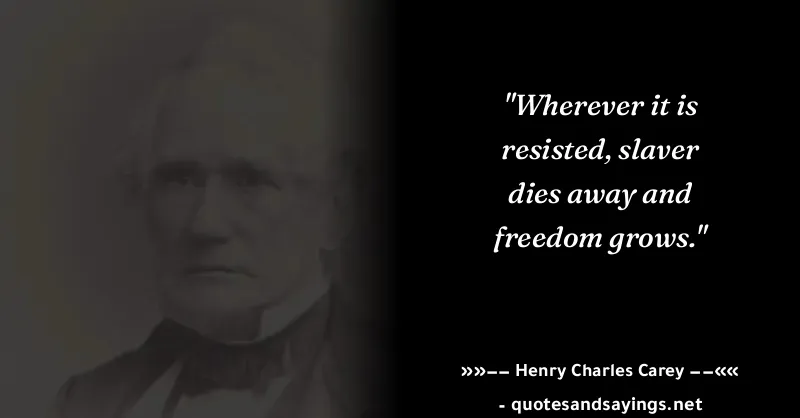 "Wherever it is
resisted, slaver
dies away and
freedom grows."
»»−− Henry Charles Carey −−««
- quotesandsayings.net